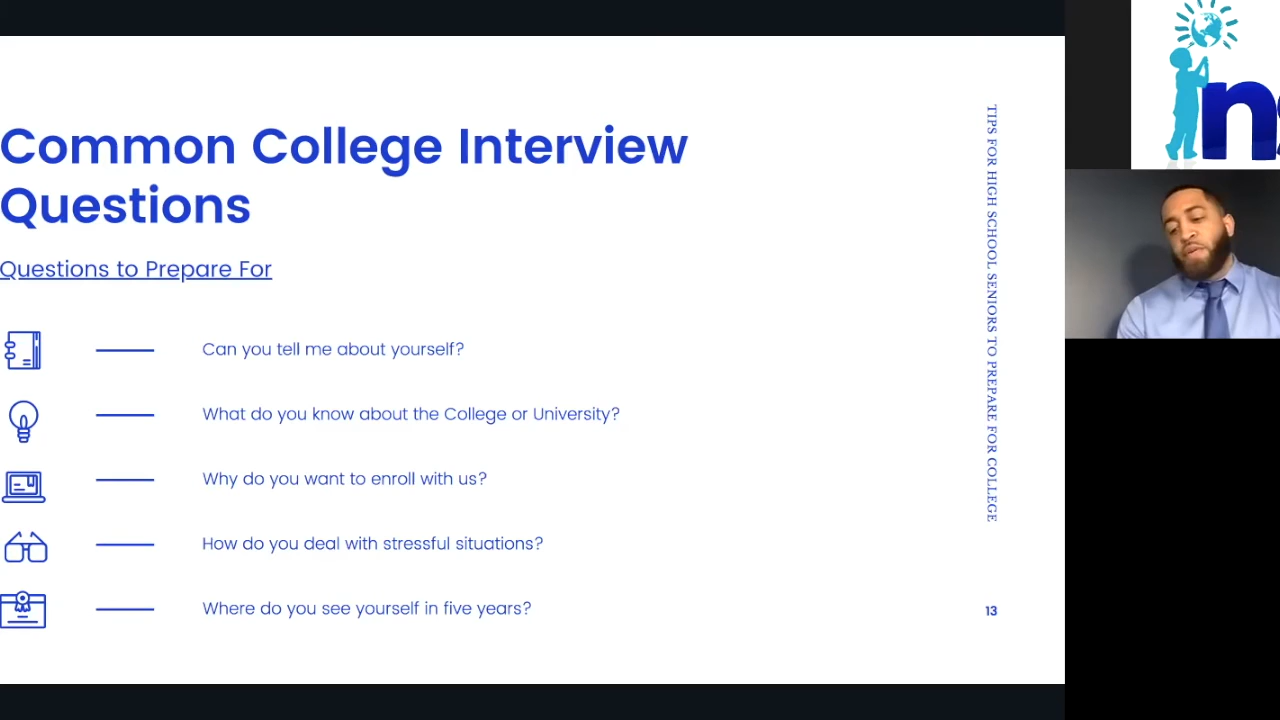 Common College Interview
Questions
Questions to Prepare For
Can you tell me about yourself?
What do you know about the College or University?
Why do you want to enroll with us?
How do you deal with stressful situations?
Where do you see yourself in five years?
TIPS FOR HIGH SCHOOL SENIORS TO PREPARE FOR COLLEGE
13